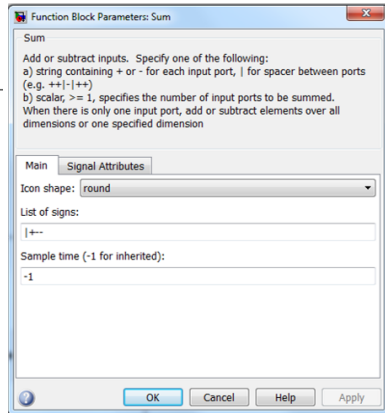 Function Block Parameters: Sum
Sum
Add or subtract inputs.  Specify one of the following:
a) string containing + or - for each input port, | for spacer between ports
(e.g. ++|-|++)
b) scalar, >= 1, specifies the number of input ports to be summed.
When there is only one input port, add or subtract elements over all
dimensions or one specified dimension
Main Signal Attributes
Icon shape: round
List of signs:
|+--
Sample time (-1 for inherited):
-1
OK Cancel Help Apply